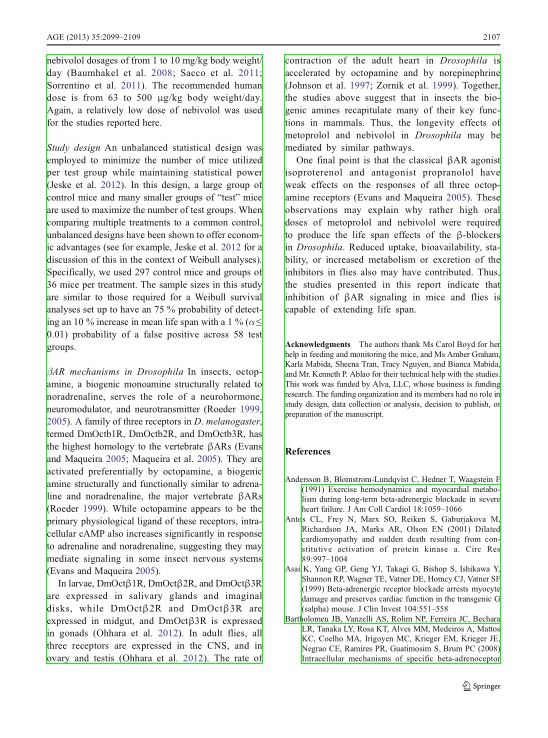 AGE (2013) 35:2099–2109
2107
nebivolol dosages of from 1 to 10 mg/kg body weight/
day (Baumhakel et al. 2008; Sacco et al. 2011;
Sorrentino et al. 2011). The recommended human
dose is from 63 to 500 μg/kg body weight/day.
Again, a relatively low dose of nebivolol was used
for the studies reported here.
Study design An unbalanced statistical design was
employed to minimize the number of mice utilized
per test group while maintaining statistical power
(Jeske et al. 2012). In this design, a large group of
control mice and many smaller groups of “test” mice
are used to maximize the number of test groups. When
comparing multiple treatments to a common control,
unbalanced designs have been shown to offer econom-
ic advantages (see for example, Jeske et al. 2012 for a
discussion of this in the context of Weibull analyses).
Specifically, we used 297 control mice and groups of
36 mice per treatment. The sample sizes in this study
are similar to those required for a Weibull survival
analyses set up to have an 75 % probability of detect-
ing an 10 % increase in mean life span with a 1 % (α≤
0.01) probability of a false positive across 58 test
groups.
βAR mechanisms in Drosophila In insects, octop-
amine, a biogenic monoamine structurally related to
noradrenaline, serves the role of a neurohormone,
neuromodulator, and neurotransmitter (Roeder 1999,
2005). A family of three receptors in D. melanogaster,
termed DmOctb1R, DmOctb2R, and DmOctb3R, has
the highest homology to the vertebrate βARs (Evans
and Maqueira 2005; Maqueira et al. 2005). They are
activated preferentially by octopamine, a biogenic
amine structurally and functionally similar to adrena-
line and noradrenaline, the major vertebrate βARs
(Roeder 1999). While octopamine appears to be the
primary physiological ligand of these receptors, intra-
cellular cAMP also increases significantly in response
to adrenaline and noradrenaline, suggesting they may
mediate signaling in some insect nervous systems
(Evans and Maqueira 2005).
In larvae, DmOctβ1R, DmOctβ2R, and DmOctβ3R
are expressed in salivary glands and imaginal
disks, while DmOctβ2R and DmOctβ3R are
expressed in midgut, and DmOctβ3R is expressed
in gonads (Ohhara et al. 2012). In adult flies, all
three receptors are expressed in the CNS, and in
ovary and testis (Ohhara et al. 2012). The rate of
contraction of the adult heart in Drosophila is
accelerated by octopamine and by norepinephrine
(Johnson et al. 1997; Zornik et al. 1999). Together,
the studies above suggest that in insects the bio-
genic amines recapitulate many of their key func-
tions in mammals. Thus, the longevity effects of
metoprolol and nebivolol in Drosophila may be
mediated by similar pathways.
One final point is that the classical βAR agonist
isoproterenol and antagonist propranolol have
weak effects on the responses of all three octop-
amine receptors (Evans and Maqueira 2005). These
observations may explain why rather high oral
doses of metoprolol and nebivolol were required
to produce the life span effects of the β-blockers
in Drosophila. Reduced uptake, bioavailability, sta-
bility, or increased metabolism or excretion of the
inhibitors in flies also may have contributed. Thus,
the studies presented in this report indicate that
inhibition of βAR signaling in mice and flies is
capable of extending life span.
Acknowledgments The authors thank Ms Carol Boyd for her
help in feeding and monitoring the mice, and Ms Amber Graham,
Karla Mabida, Sheena Tran, Tracy Nguyen, and Bianca Mabida,
and Mr. Kenneth P. Ablao for their technical help with the studies.
This work was funded by Alva, LLC, whose business is funding
research. The funding organization and its members had no role in
study design, data collection or analysis, decision to publish, or
preparation of the manuscript.
References
Andersson B, Blomstrom-Lundqvist C, Hedner T, Waagstein F
(1991) Exercise hemodynamics and myocardial metabo-
lism during long-term beta-adrenergic blockade in severe
heart failure. J Am Coll Cardiol 18:1059–1066
Antos CL, Frey N, Marx SO, Reiken S, Gaburjakova M,
Richardson JA, Marks AR, Olson EN (2001) Dilated
cardiomyopathy and sudden death resulting from con-
stitutive activation of protein kinase a. Circ Res
89:997–1004
Asai K, Yang GP, Geng YJ, Takagi G, Bishop S, Ishikawa Y,
Shannon RP, Wagner TE, Vatner DE, Homcy CJ, Vatner SF
(1999) Beta-adrenergic receptor blockade arrests myocyte
damage and preserves cardiac function in the transgenic G
(salpha) mouse. J Clin Invest 104:551–558
Bartholomeu JB, Vanzelli AS, Rolim NP, Ferreira JC, Bechara
LR, Tanaka LY, Rosa KT, Alves MM, Medeiros A, Mattos
KC, Coelho MA, Irigoyen MC, Krieger EM, Krieger JE,
Negrao CE, Ramires PR, Guatimosim S, Brum PC (2008)
Intracellular mechanisms of specific beta-adrenoceptor
Springer